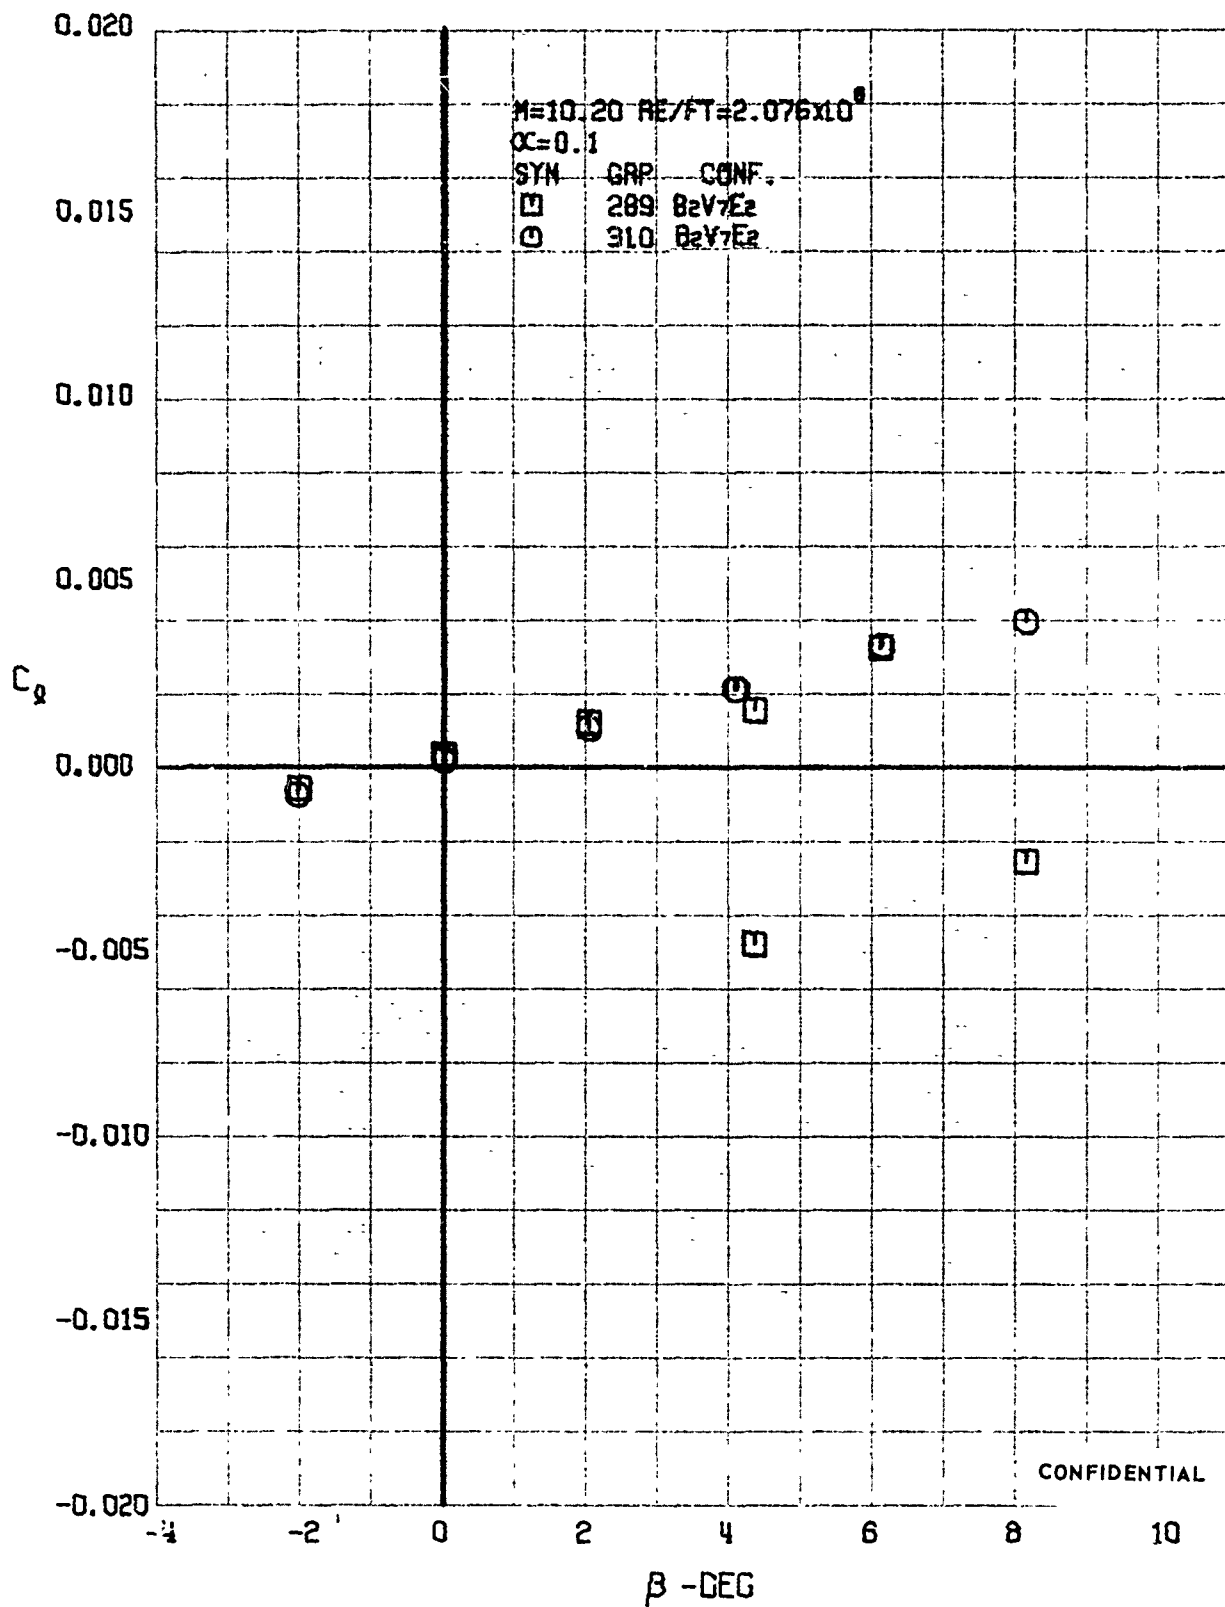 0.020
M=10.20 RE/FT=2.076X10⁶
α=0.1
SYM GRP CONF.
289 B2V7E2
310 B2V7E2
0.015
0.010
0.005
Cℓ
0.000
-0.005
-0.010
-0.015
-0.020
CONFIDENTIAL
-4 -2 0 2 4 6 8 10
β -DEG